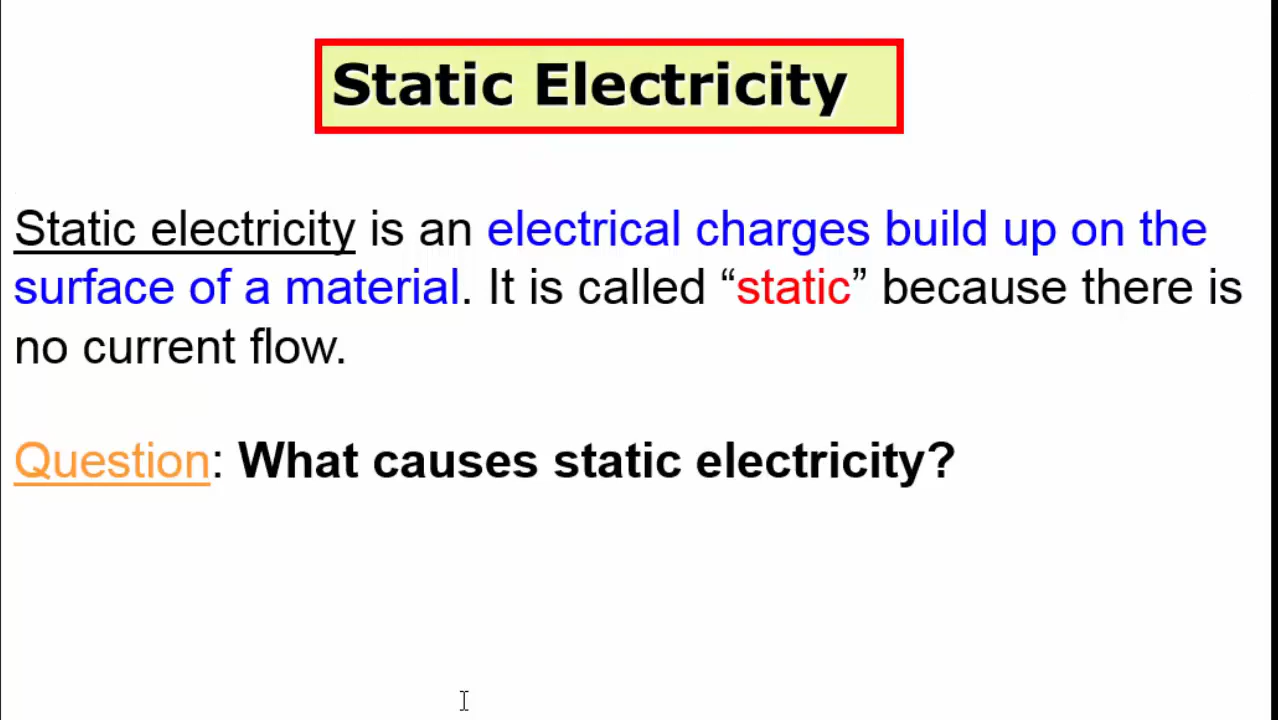 Static Electricity
Static electricity is an electrical charges build up on the
surface of a material. It is called “static” because there is
no current flow.
Question: What causes static electricity?